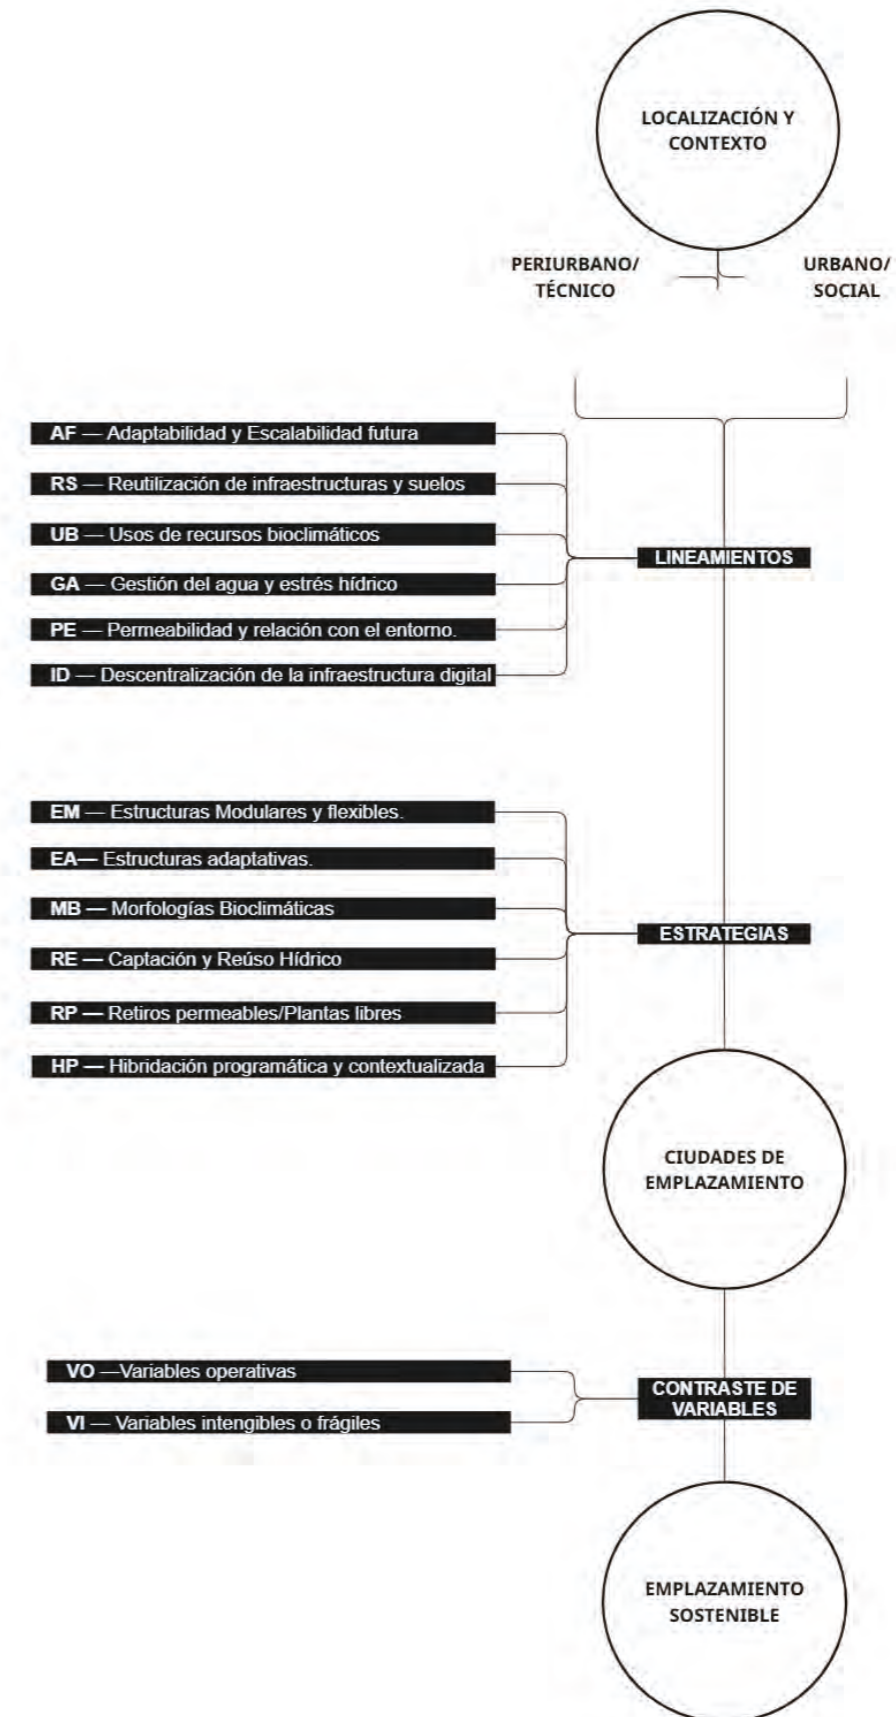 LOCALIZACIÓN Y
CONTEXTO
PERIURBANO/
TÉCNICO
URBANO/
SOCIAL
AF — Adaptabilidad y Escalabilidad futura
RS — Reutilización de infraestructuras y suelos
UB — Usos de recursos bioclimáticos
GA — Gestión del agua y estrés hídrico
PE — Permeabilidad y relación con el entorno.
ID — Descentralización de la infraestructura digital
LINEAMIENTOS
EM — Estructuras Modulares y flexibles.
EA— Estructuras adaptativas.
MB — Morfologías Bioclimáticas
RE — Captación y Reúso Hídrico
RP — Retiros permeables/Plantas libres
HP — Hibridación programática y contextualizada
ESTRATEGIAS
CIUDADES DE
EMPLAZAMIENTO
VO —Variables operativas
VI — Variables intengibles o frágiles
CONTRASTE DE
VARIABLES
EMPLAZAMIENTO
SOSTENIBLE